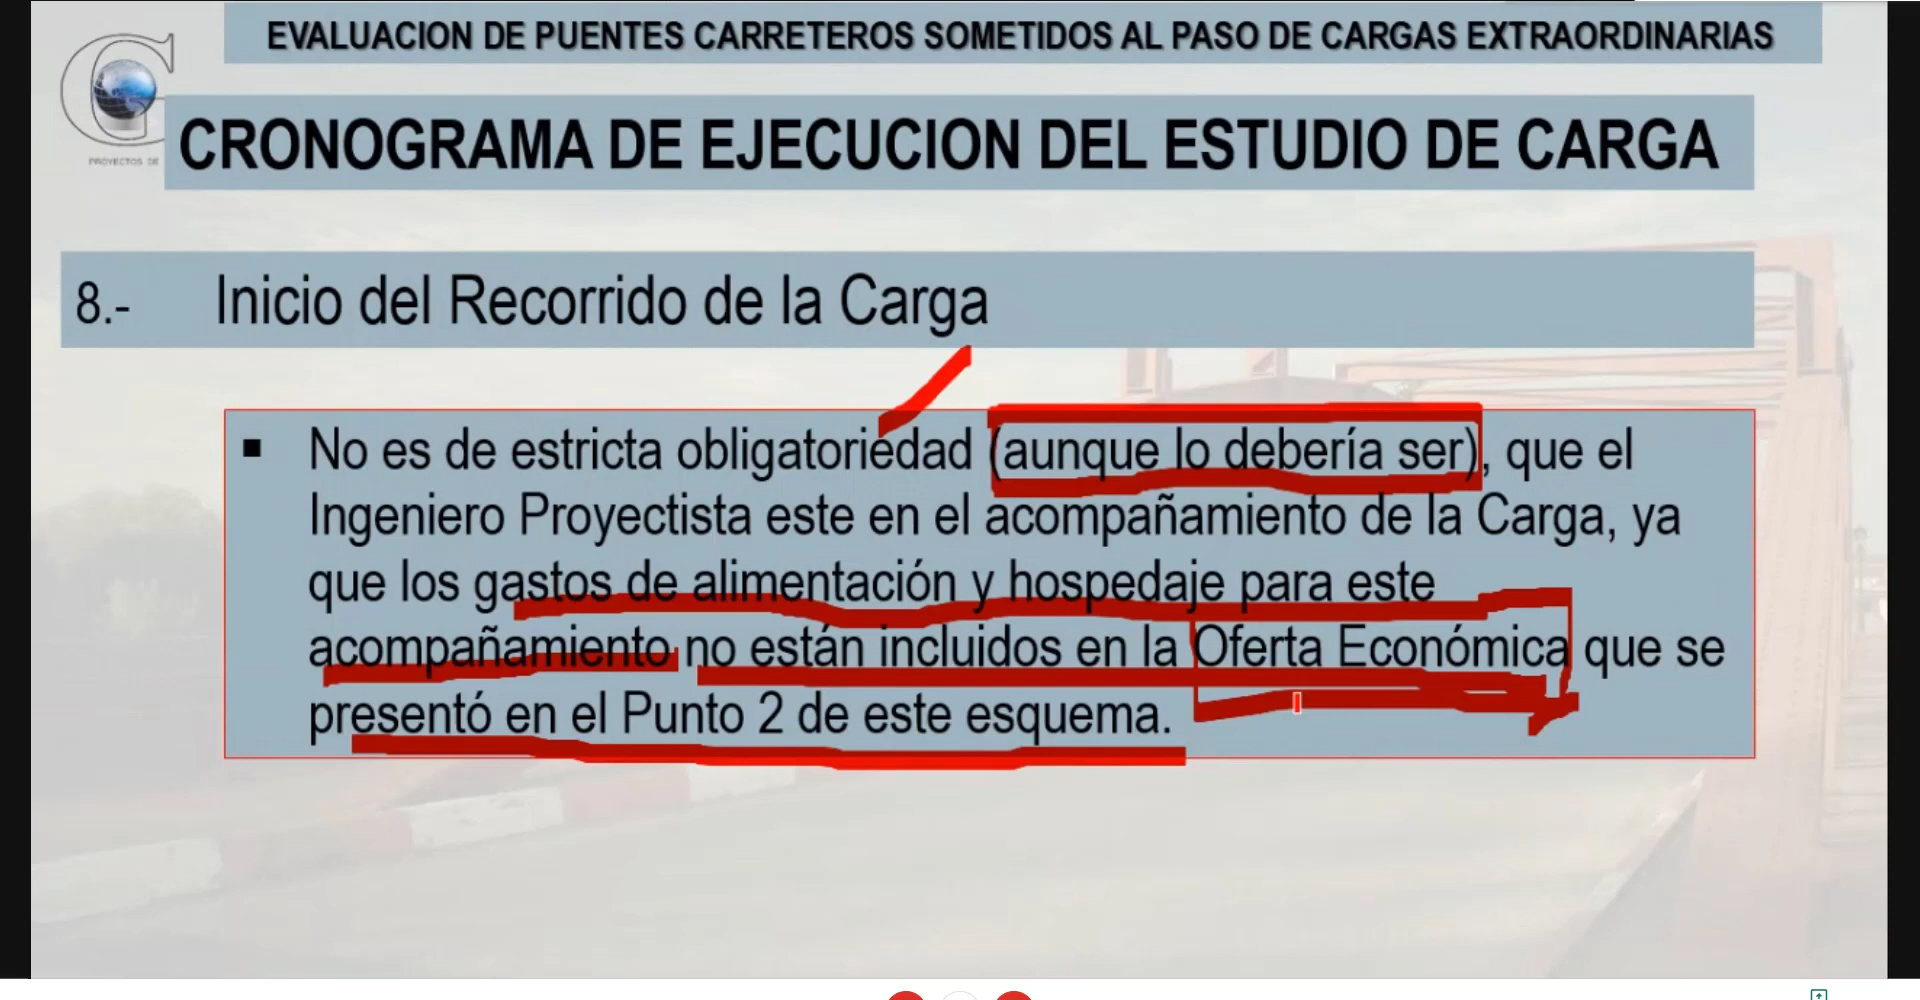 EVALUACION DE PUENTES CARRETEROS SOMETIDOS AL PASO DE CARGAS EXTRAORDINARIAS
PROYECTOS DE
CRONOGRAMA DE EJECUCION DEL ESTUDIO DE CARGA
8.- Inicio del Recorrido de la Carga
▪ No es de estricta obligatoriedad (aunque lo debería ser), que el
Ingeniero Proyectista este en el acompañamiento de la Carga, ya
que los gastos de alimentación y hospedaje para este
acompañamiento no están incluidos en la Oferta Económica que se
presentó en el Punto 2 de este esquema.